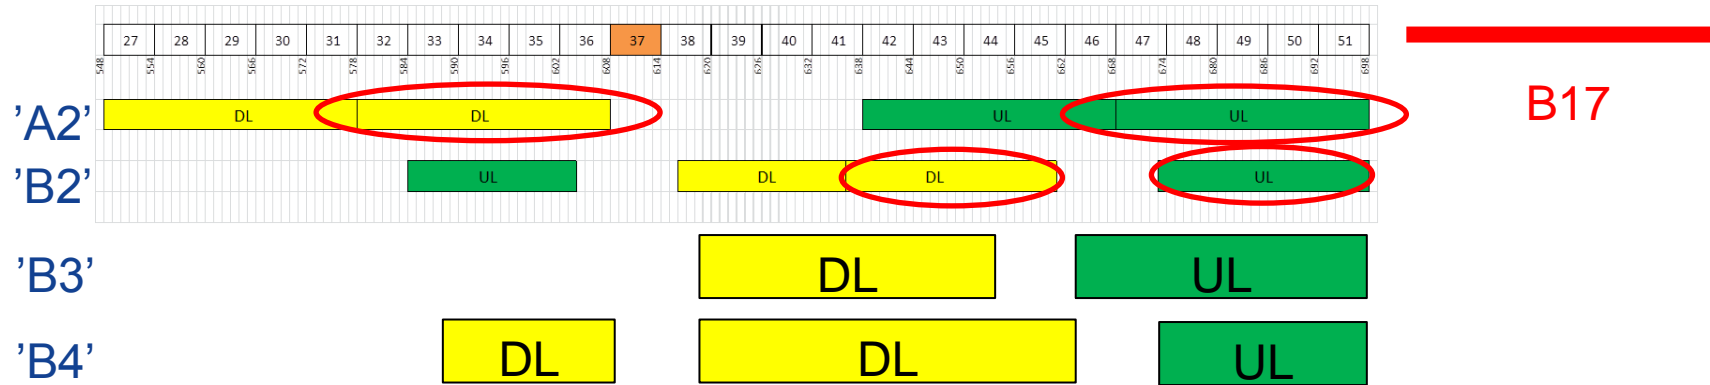 27 28 29 30 31 32 33 34 35 36 37 38 39 40 41 42 43 44 45 46 47 48 49 50 51
548 554 560 566 572 578 584 590 596 602 608 614 620 626 632 638 644 650 656 662 668 674 680 686 692 698
’A2’ DL DL UL UL B17
’B2’ UL DL DL UL
’B3’ DL UL
’B4’ DL DL UL